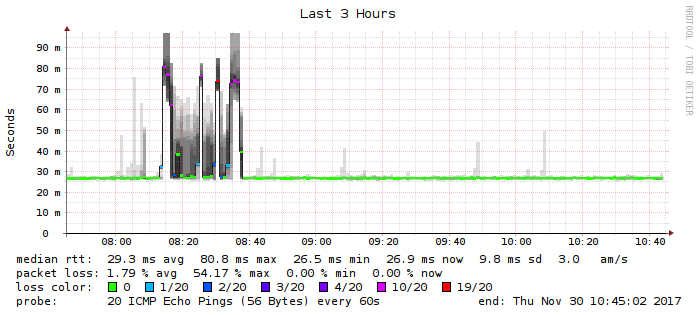 Last 3 Hours
RRDTOOL / TOBI OETIKER
Seconds
90 m
80 m
70 m
60 m
50 m
40 m
30 m
20 m
10 m
0
08:00 08:20 08:40 09:00 09:20 09:40 10:00 10:20 10:40
median rtt: 29.3 ms avg 80.8 ms max 26.5 ms min 26.9 ms now 9.8 ms sd 3.0 am/s
packet loss: 1.79 % avg 54.17 % max 0.00 % min 0.00 % now
loss color: 0 1/20 2/20 3/20 4/20 10/20 19/20
probe: 20 ICMP Echo Pings (56 Bytes) every 60s end: Thu Nov 30 10:45:02 2017